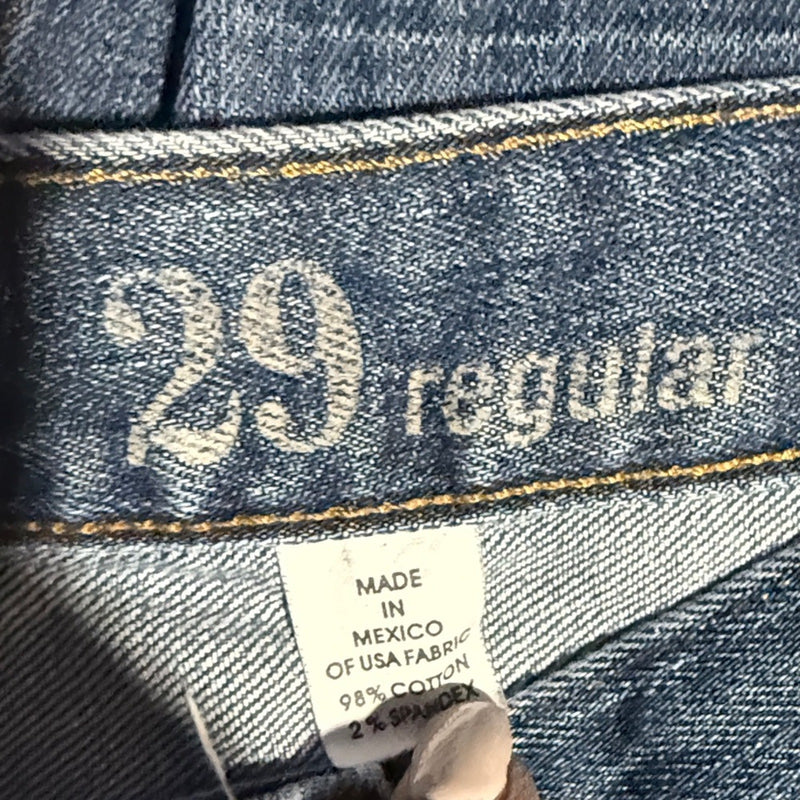 29 regular
MADE
IN
MEXICO
OF USA FABRIC
98% COTTON
2% SPANDEX